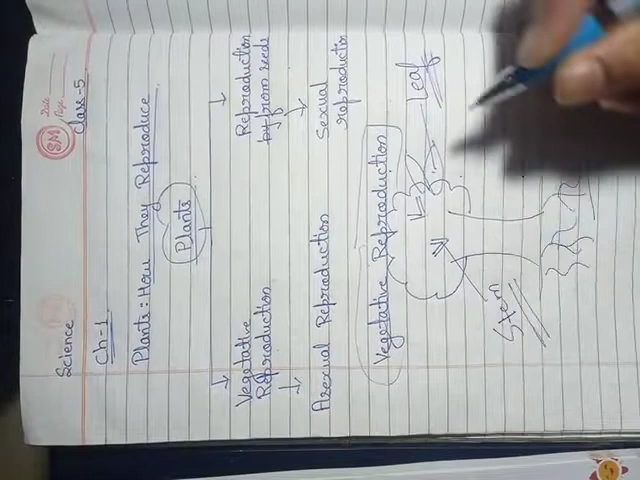 Science
SM
Date
Page
Class-5
Ch-1
Plants: How They Reproduce
Plants
Vegetative
Reproduction
Reproduction
by from seeds
Asexual Reproduction
Sexual
reproduction
Vegetative Reproduction
Leaf
Stem